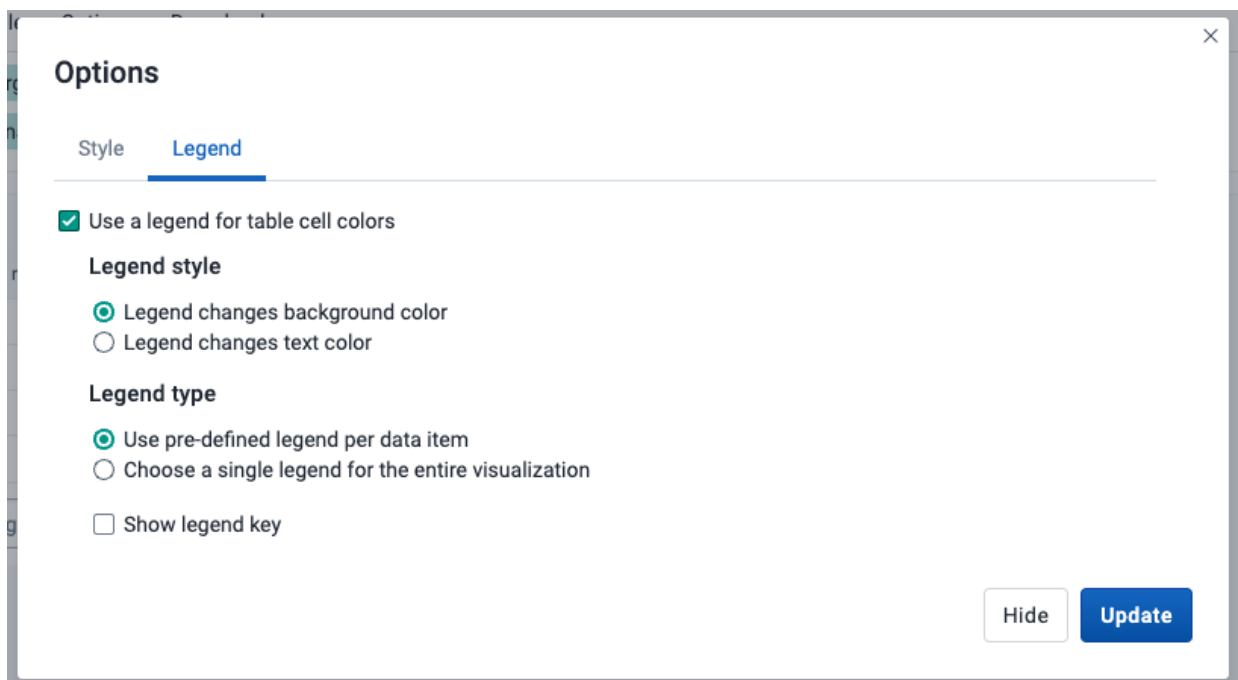 Options
Style Legend
Use a legend for table cell colors
Legend style
Legend changes background color
Legend changes text color
Legend type
Use pre-defined legend per data item
Choose a single legend for the entire visualization
Show legend key
Hide Update